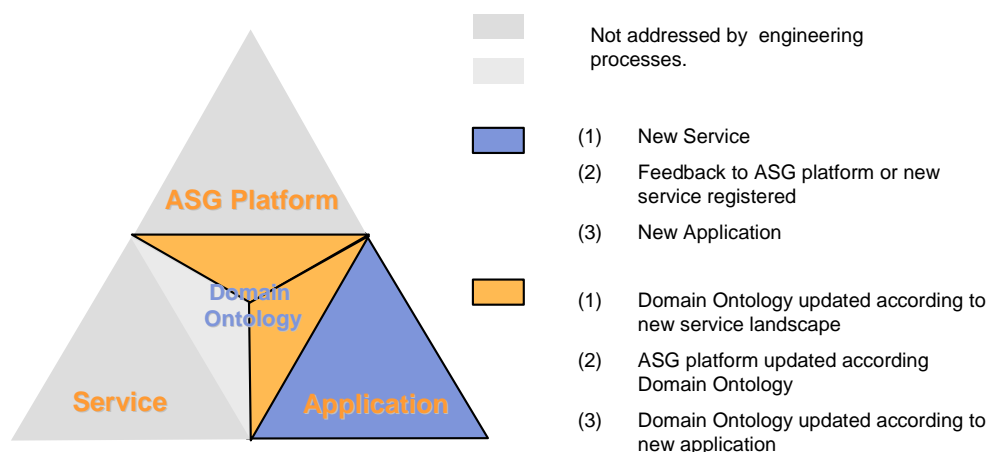 Not addressed by engineering
processes.
(1) New Service
(2) Feedback to ASG platform or new
service registered
(3) New Application
(1) Domain Ontology updated according to
new service landscape
(2) ASG platform updated according
Domain Ontology
(3) Domain Ontology updated according to
new application
ASG Platform
Domain
Ontology
Service
Application